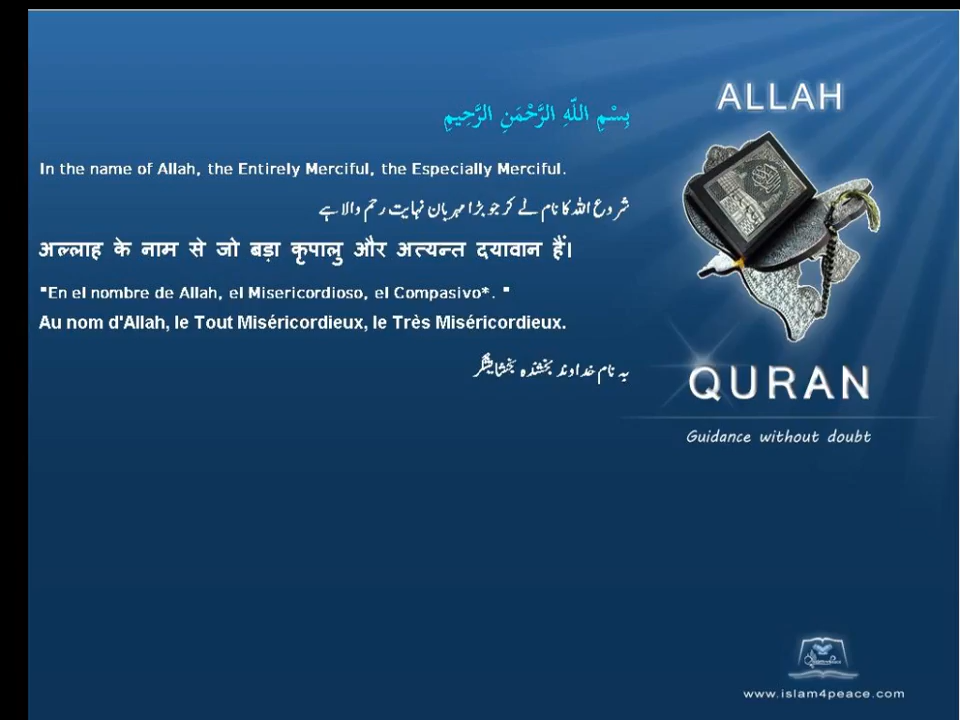 بِسْمِ اللَّهِ الرَّحْمَنِ الرَّحِيمِ
In the name of Allah, the Entirely Merciful, the Especially Merciful.
شروع الله کا نام لے کر جو بڑا مہربان نہایت رحم والا ہے
अल्लाह के नाम से जो बड़ा कृपालु और अत्यन्त दयावान हैं।
"En el nombre de Allah, el Misericordioso, el Compasivo*. "
Au nom d'Allah, le Tout Miséricordieux, le Très Miséricordieux.
به نام خداوند بخشنده بخشایشگر
ALLAH
QURAN
Guidance without doubt
www.islam4peace.com